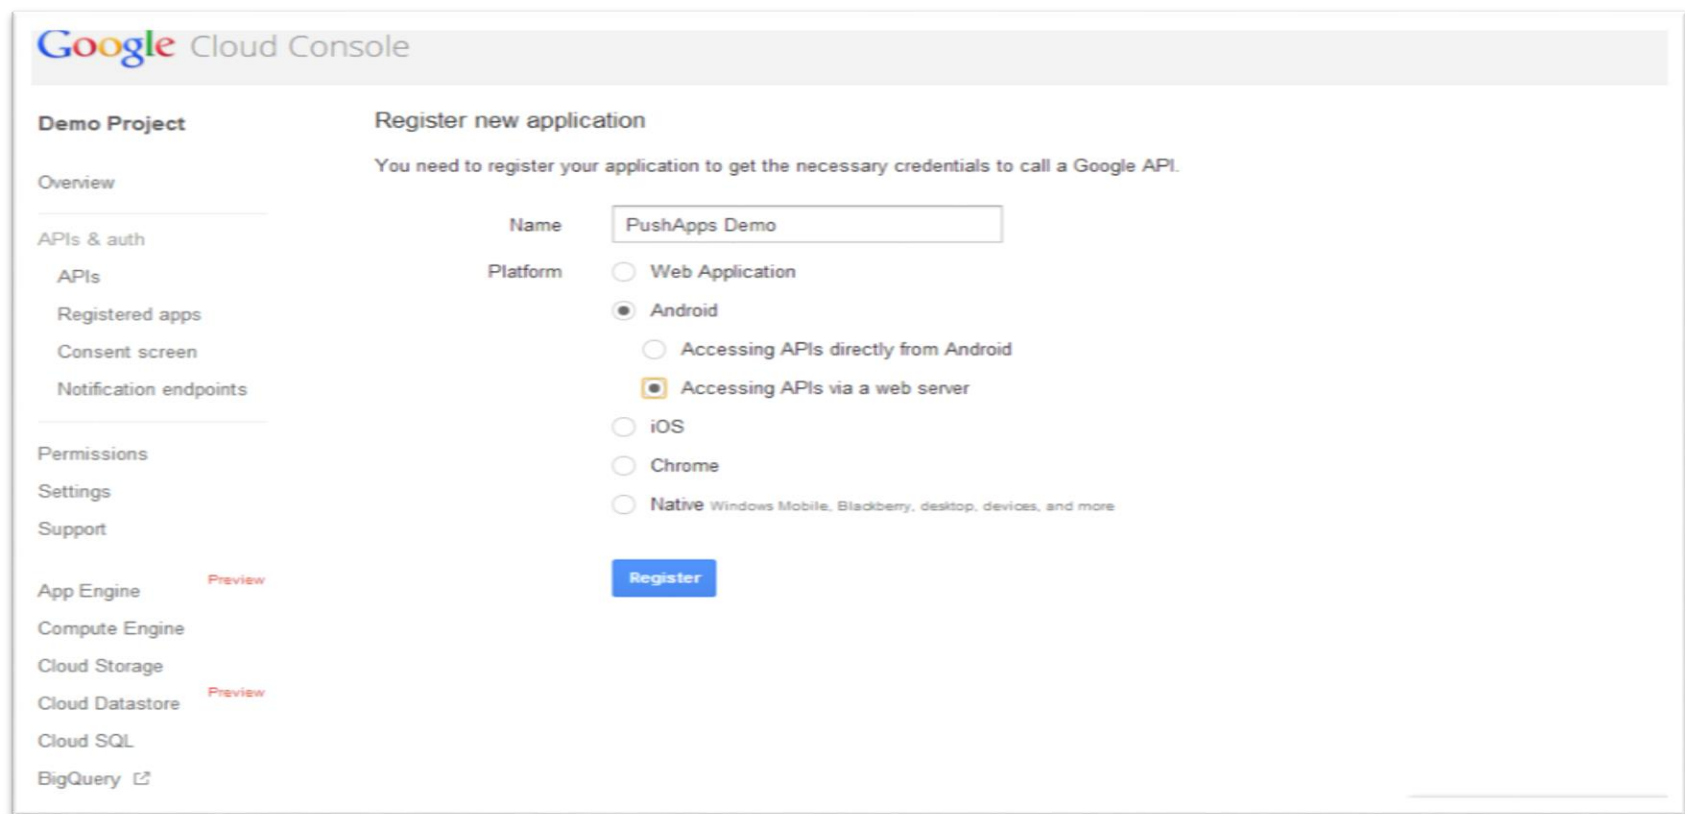 Google Cloud Console
Demo Project
Overview
APIs & auth
APIs
Registered apps
Consent screen
Notification endpoints
Permissions
Settings
Support
App Engine Preview
Compute Engine
Cloud Storage
Cloud Datastore Preview
Cloud SQL
BigQuery
Register new application
You need to register your application to get the necessary credentials to call a Google API.
Name PushApps Demo
Platform Web Application
Android
Accessing APIs directly from Android
Accessing APIs via a web server
iOS
Chrome
Native Windows Mobile, Blackberry, desktop, devices, and more
Register